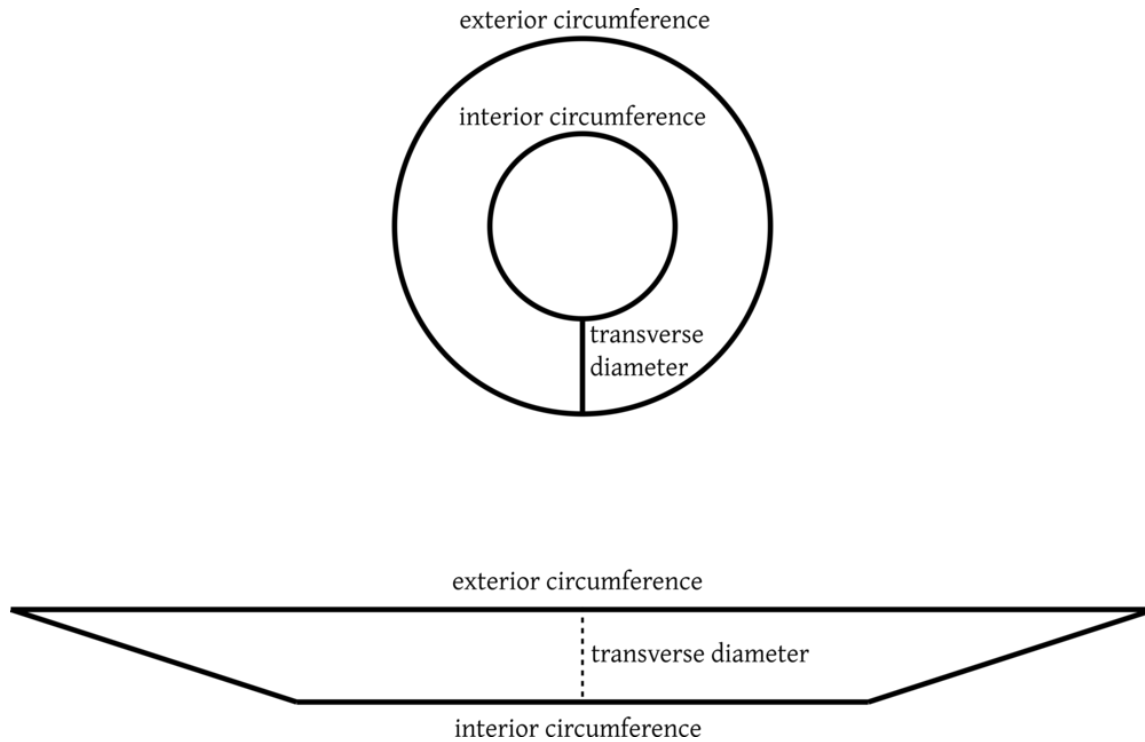 exterior circumference
interior circumference
transverse
diameter
exterior circumference
transverse diameter
interior circumference